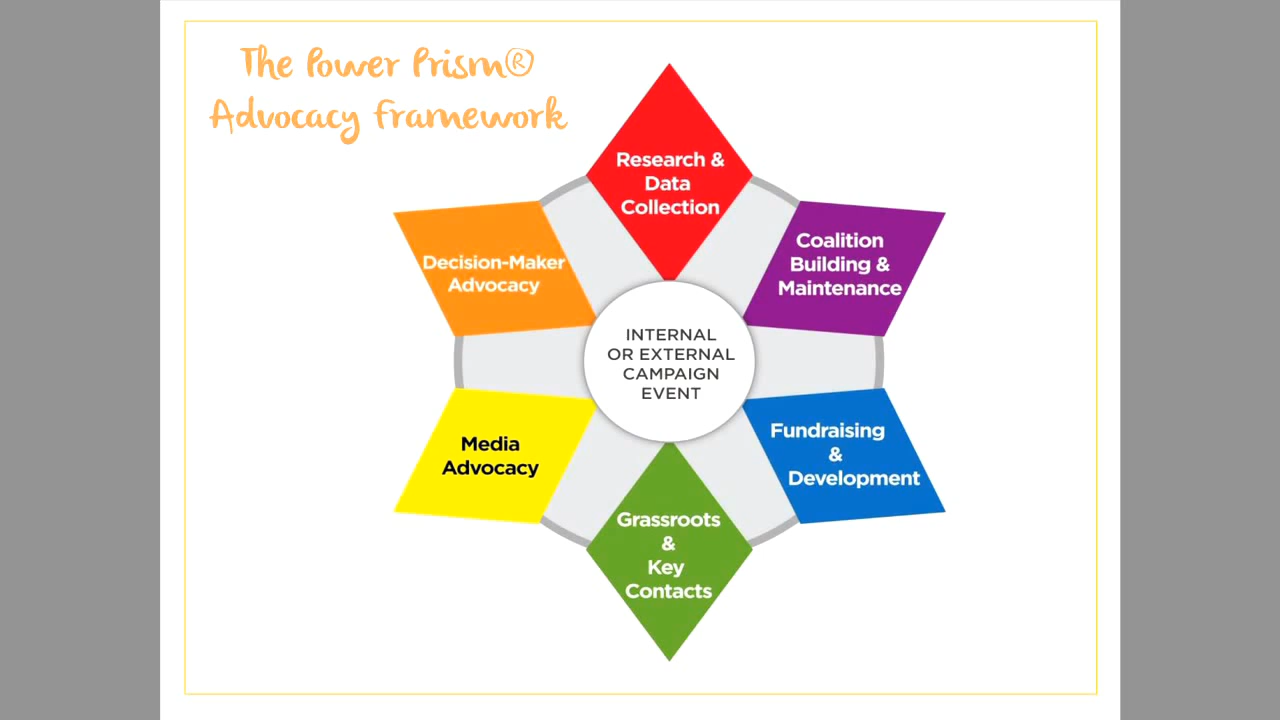 The Power Prism®
Advocacy Framework
Research &
Data
Collection
Coalition
Building &
Maintenance
Fundraising
&
Development
Grassroots
&
Key
Contacts
Media
Advocacy
Decision-Maker
Advocacy
INTERNAL
OR EXTERNAL
CAMPAIGN
EVENT